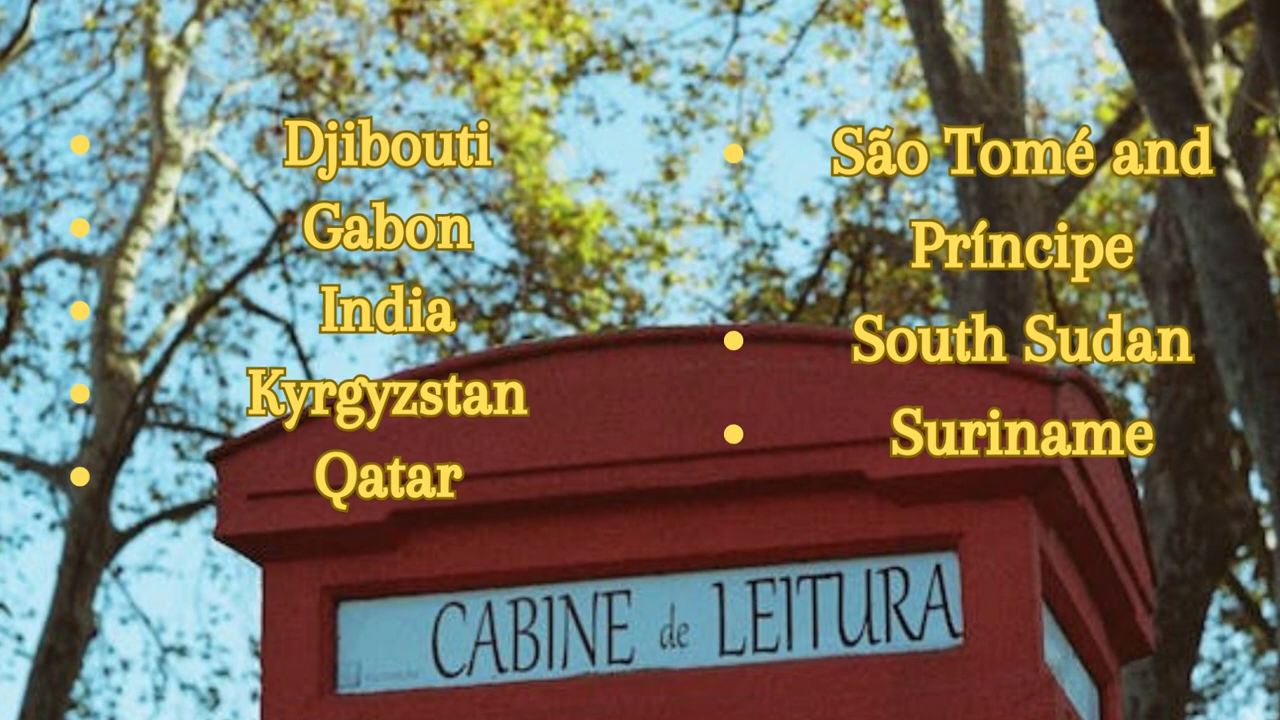 Djibouti
Gabon
India
Kyrgyzstan
Qatar
São Tomé and
Príncipe
South Sudan
Suriname
CABINE de LEITURA